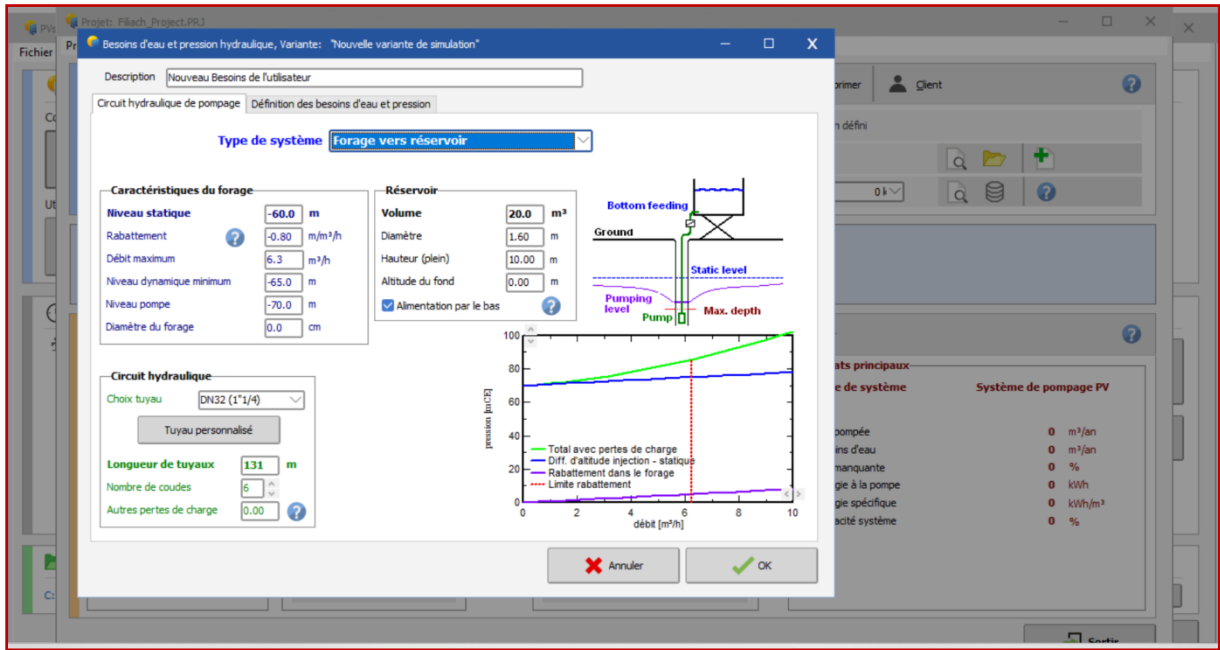 PVs
Projet: Filiach_Project.PRJ
Fichier
Pr
Besoins d'eau et pression hydraulique, Variante: "Nouvelle variante de simulation"
Description Nouveau Besoins de l'utilisateur
Circuit hydraulique de pompage Définition des besoins d'eau et pression
Type de système Forage vers réservoir
Caractéristiques du forage
Niveau statique -60.0 m
Rabattement -0.80 m/m³/h
Débit maximum 6.3 m³/h
Niveau dynamique minimum -65.0 m
Niveau pompe -70.0 m
Diamètre du forage 0.0 cm
Réservoir
Volume 20.0 m³
Diamètre 1.60 m
Hauteur (plein) 10.00 m
Altitude du fond 0.00 m
Alimentation par le bas
Bottom feeding
Ground
Static level
Pumping level
Pump
Max. depth
Circuit hydraulique
Choix tuyau DN32 (1"1/4)
Tuyau personnalisé
Longueur de tuyaux 131 m
Nombre de coudes 6
Autres pertes de charge 0.00
pression [mCE]
100
80
60
40
20
0
Total avec pertes de charge
Diff. d'altitude injection - statique
Rabattement dans le forage
Limite rabattement
0 2 4 6 8 10
débit [m³/h]
Annuler
OK
primer
Client
n défini
0 k
Co
Ut
C:
ats principaux
e de système Système de pompage PV
pompée 0 m³/an
ins d'eau 0 m³/an
manquante 0 %
gie à la pompe 0 kWh
gie spécifique 0 kWh/m³
acité système 0 %
Sortir